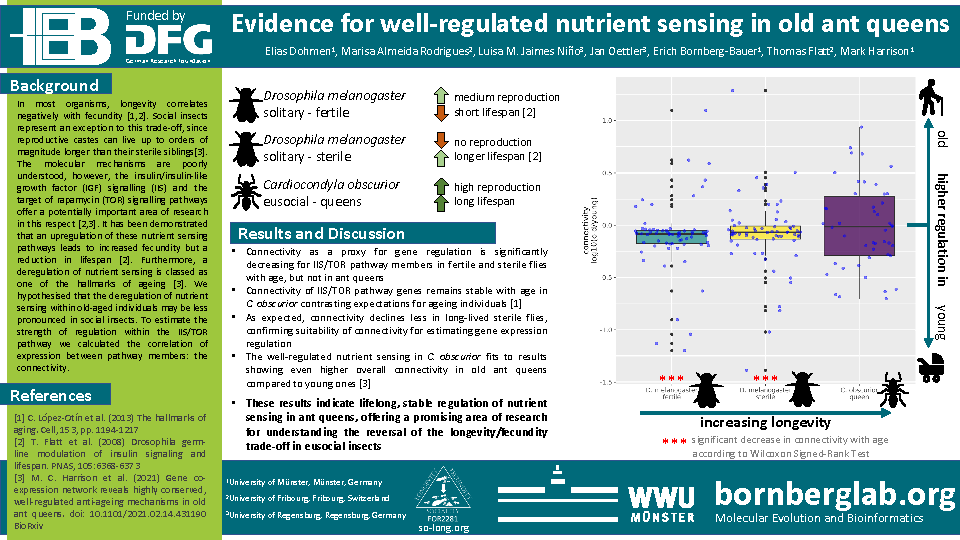 IEB
Funded by
DFG
German Research Foundation
Evidence for well-regulated nutrient sensing in old ant queens
Elias Dohmen¹, Marisa Almeida Rodrigues², Luisa M. Jaimes Niño³, Jan Oettler³, Erich Bornberg-Bauer¹, Thomas Flatt², Mark Harrison¹
Background
In most organisms, longevity correlates
negatively with fecundity [1,2]. Social insects
represent an exception to this trade-off, since
reproductive castes can live up to orders of
magnitude longer than their sterile siblings[3].
The molecular mechanisms are poorly
understood, however, the insulin/insulin-like
growth factor (IGF) signalling (IIS) and the
target of rapamycin (TOR) signalling pathways
offer a potentially important area of research
in this respect [2,3]. It has been demonstrated
that an upregulation of these nutrient sensing
pathways leads to increased fecundity but a
reduction in lifespan [2]. Furthermore, a
deregulation of nutrient sensing is classed as
one of the hallmarks of ageing [3]. We
hypothesised that the deregulation of nutrient
sensing within old-aged individuals may be less
pronounced in social insects. To estimate the
strength of regulation within the IIS/TOR
pathway we calculated the correlation of
expression between pathway members: the
connectivity.
References
[1] C. López-Otín et al. (2013) The hallmarks of
aging. Cell, 153, pp. 1194-1217
[2] T. Flatt et al. (2008) Drosophila germ-
line modulation of insulin signaling and
lifespan. PNAS, 105:6368-6373
[3] M. C. Harrison et al. (2021) Gene co-
expression network reveals highly conserved,
well-regulated anti-ageing mechanisms in old
ant queens. doi: 10.1101/2021.02.14.431190
BioRxiv
Drosophila melanogaster
solitary - fertile
medium reproduction
short lifespan [2]
Drosophila melanogaster
solitary - sterile
no reproduction
longer lifespan [2]
Cardiocondyla obscurior
eusocial - queens
high reproduction
long lifespan
Results and Discussion
• Connectivity as a proxy for gene regulation is significantly
decreasing for IIS/TOR pathway members in fertile and sterile flies
with age, but not in ant queens
• Connectivity of IIS/TOR pathway genes remains stable with age in
C. obscurior contrasting expectations for ageing individuals [1]
• As expected, connectivity declines less in long-lived sterile flies,
confirming suitability of connectivity for estimating gene expression
regulation
• The well-regulated nutrient sensing in C. obscurior fits to results
showing even higher overall connectivity in old ant queens
compared to young ones [3]
• These results indicate lifelong, stable regulation of nutrient
sensing in ant queens, offering a promising area of research
for understanding the reversal of the longevity/fecundity
trade-off in eusocial insects
connectivity
log10(old/young)
1.0
0.5
0.0
-0.5
-1.0
-1.5
* * *
* * *
D. melanogaster
fertile
D. melanogaster
sterile
C. obscurior
queen
old
higher regulation in
young
increasing longevity
* * * significant decrease in connectivity with age
according to Wilcoxon Signed-Rank Test
¹University of Münster, Münster, Germany
²University of Fribourg, Fribourg, Switzerland
³University of Regensburg, Regensburg, Germany
FOR2281
so-long.org
WWU
MÜNSTER
bornberglab.org
Molecular Evolution and Bioinformatics